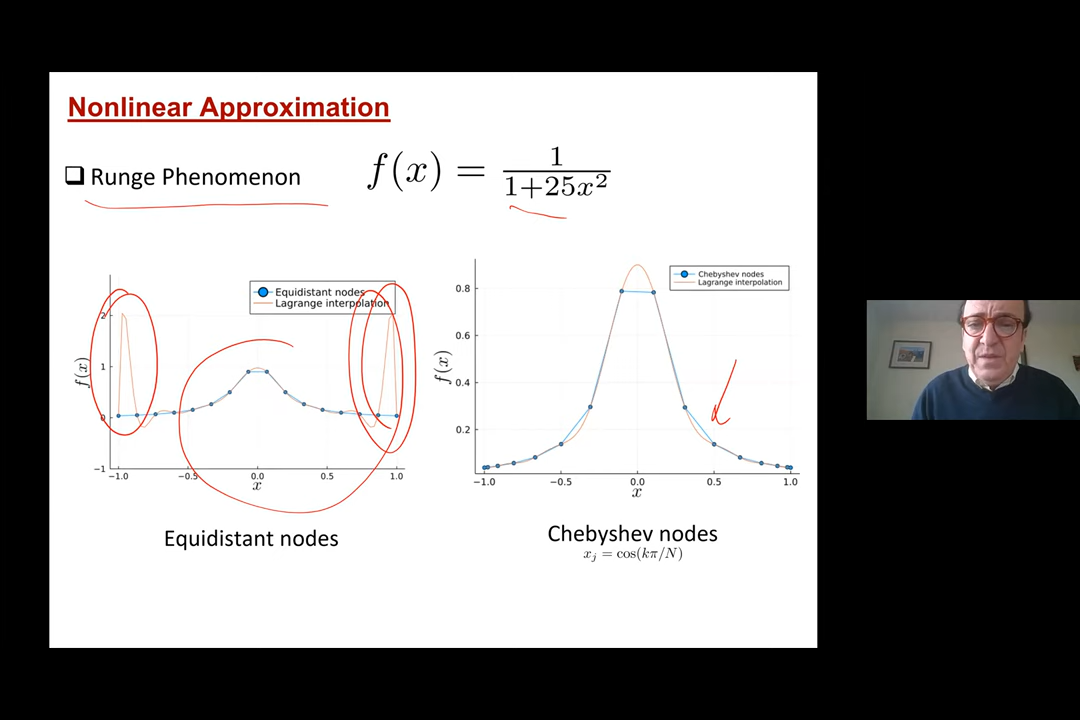 Nonlinear Approximation
Runge Phenomenon
f(x) = 1 / 1+25x²
Equidistant nodes
Lagrange interpolation
2
1
0
−1
f(x)
−1.0 −0.5 0.0 0.5 1.0
x
Equidistant nodes
Chebyshev nodes
Lagrange interpolation
0.8
0.6
0.4
0.2
f(x)
−1.0 −0.5 0.0 0.5 1.0
x
Chebyshev nodes
x_j = cos(kπ/N)